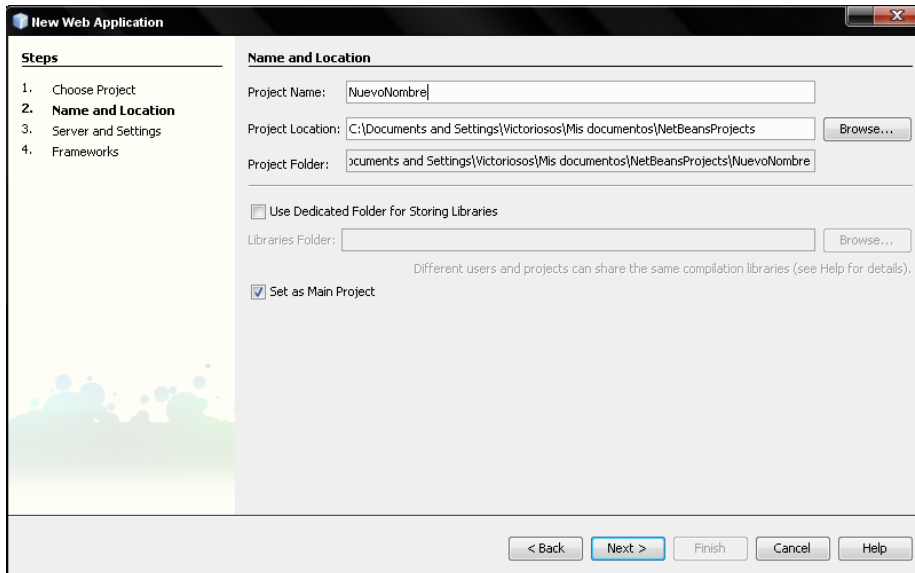 New Web Application
Steps
1. Choose Project
2. Name and Location
3. Server and Settings
4. Frameworks
Name and Location
Project Name: NuevoNombre
Project Location: C:\Documents and Settings\Victoriosos\Mis documentos\NetBeansProjects Browse...
Project Folder: ocuments and Settings\Victoriosos\Mis documentos\NetBeansProjects\NuevoNombre
Use Dedicated Folder for Storing Libraries
Libraries Folder: Browse...
Different users and projects can share the same compilation libraries (see Help for details).
Set as Main Project
< Back Next > Finish Cancel Help